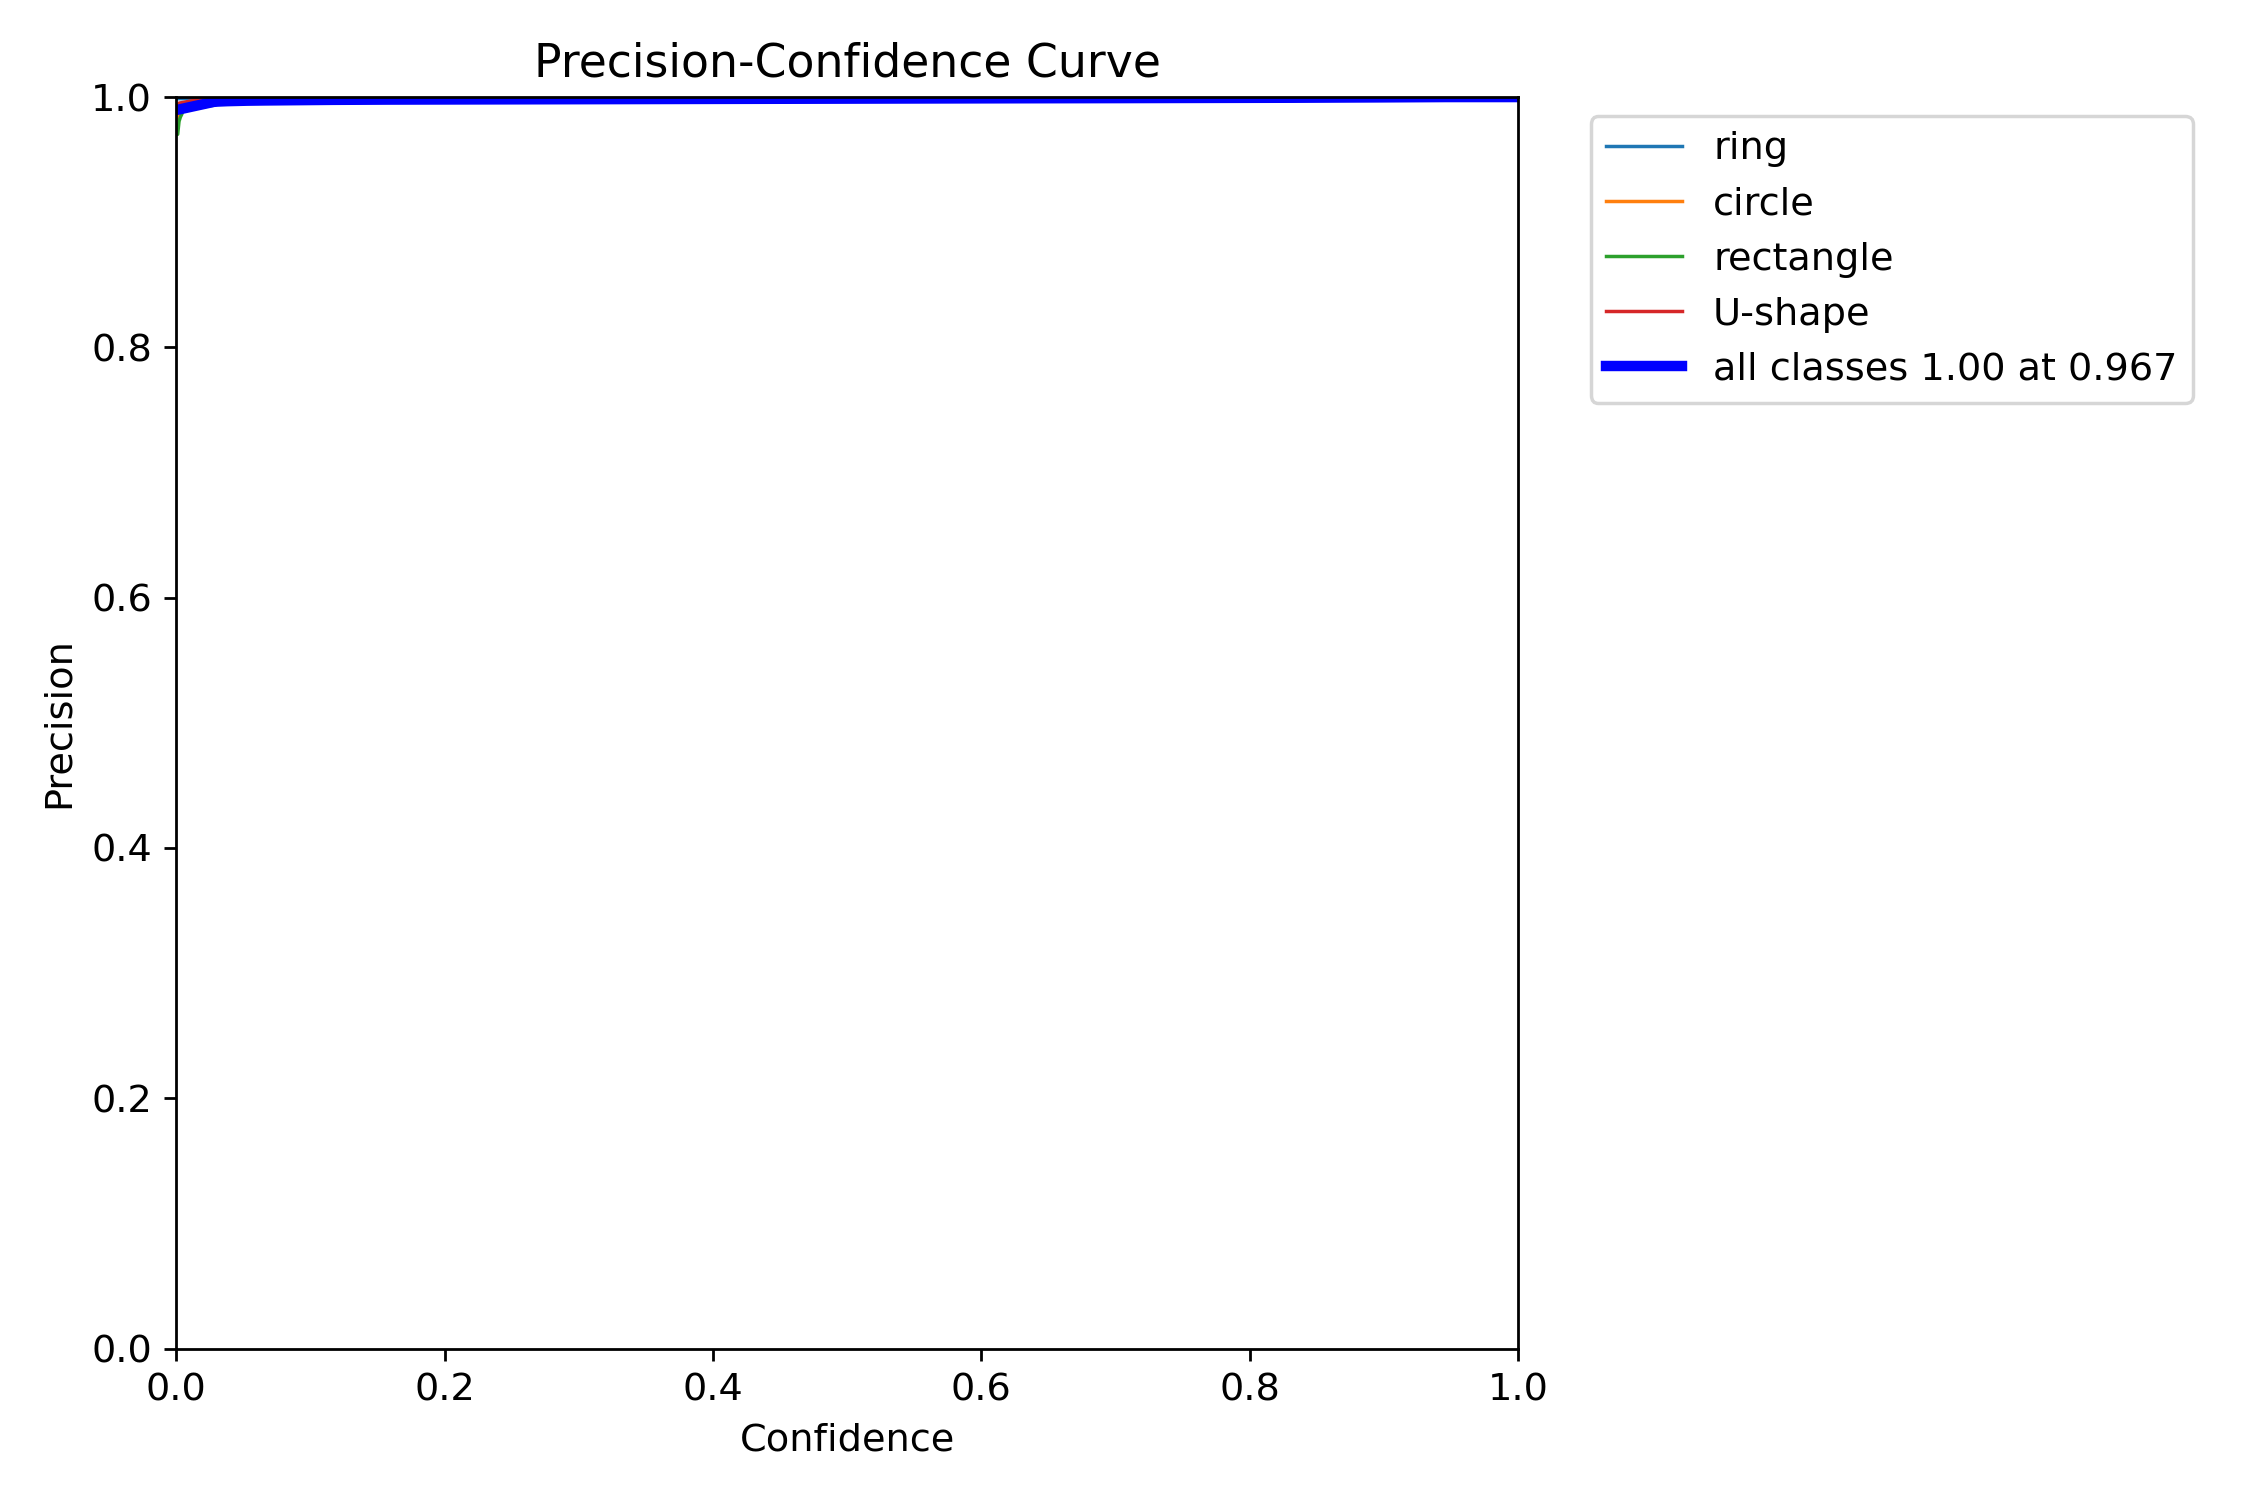 Precision-Confidence Curve
1.0
0.8
0.6
0.4
0.2
0.0
Precision
0.0 0.2 0.4 0.6 0.8 1.0
Confidence
ring
circle
rectangle
U-shape
all classes 1.00 at 0.967